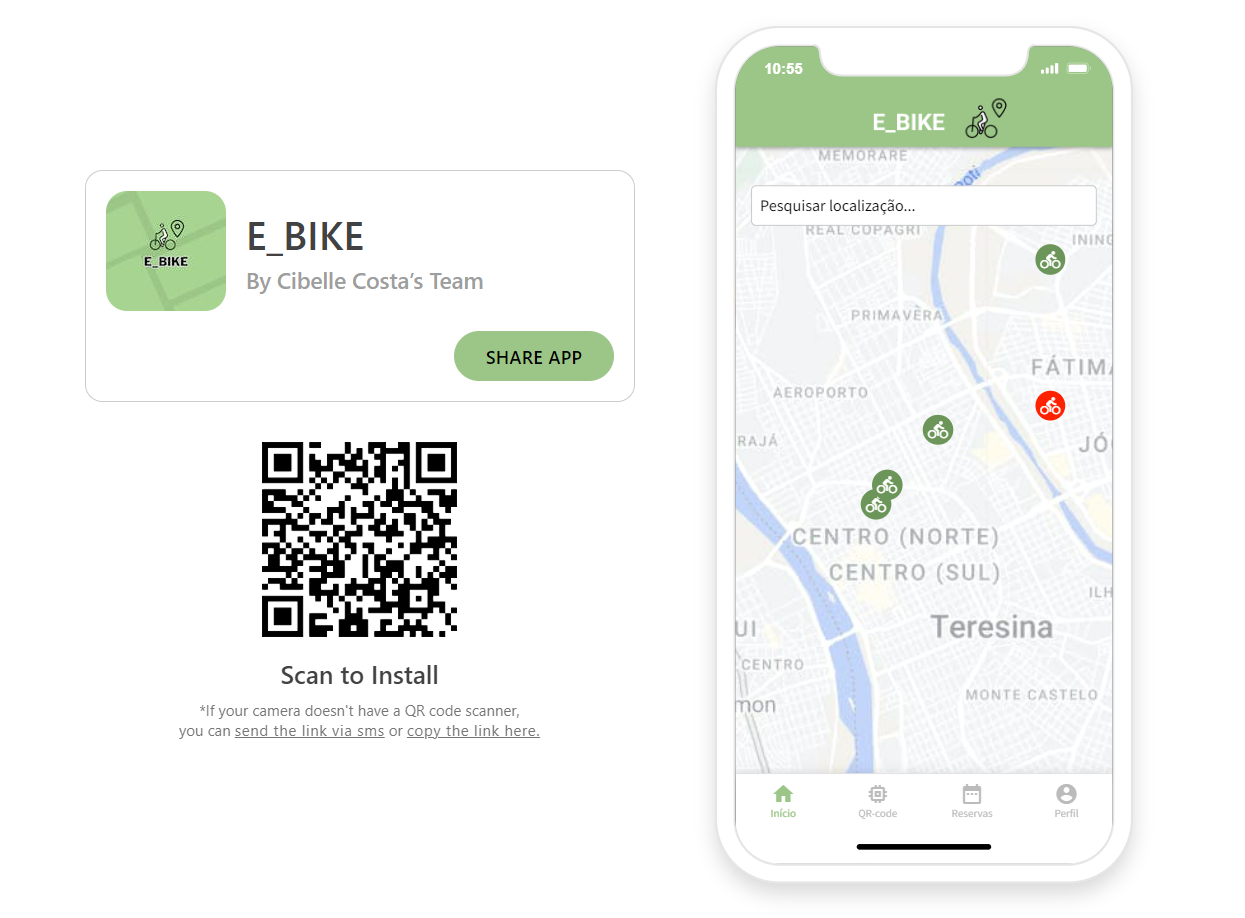 E_BIKE
E_BIKE
By Cibelle Costa’s Team
SHARE APP
Scan to Install
*If your camera doesn't have a QR code scanner,
you can send the link via sms or copy the link here.
10:55
E_BIKE
MEMORARE
Poti
Pesquisar localização...
REAL COPAGRI
INING
PRIMAVERA
FÁTIMA
AEROPORTO
RAJÁ
JÓ
CENTRO (NORTE)
CENTRO (SUL)
ILH
Teresina
UI
CENTRO
MONTE CASTELO
mon
Início
QR-code
Reservas
Perfil